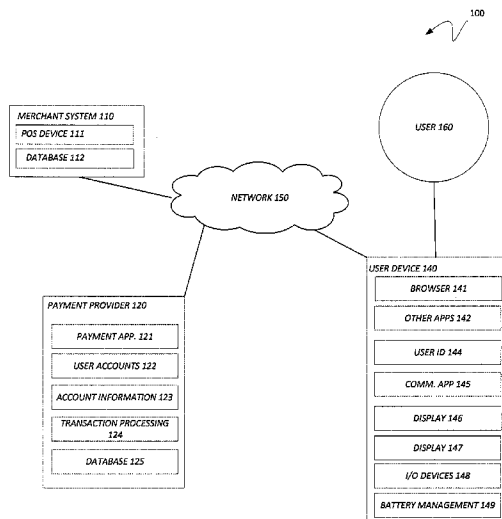 100
MERCHANT SYSTEM 110
POS DEVICE 111
DATABASE 112
USER 160
NETWORK 150
PAYMENT PROVIDER 120
PAYMENT APP. 121
USER ACCOUNTS 122
ACCOUNT INFORMATION 123
TRANSACTION PROCESSING
124
DATABASE 125
USER DEVICE 140
BROWSER 141
OTHER APPS 142
USER ID 144
COMM. APP 145
DISPLAY 146
DISPLAY 147
I/O DEVICES 148
BATTERY MANAGEMENT 149